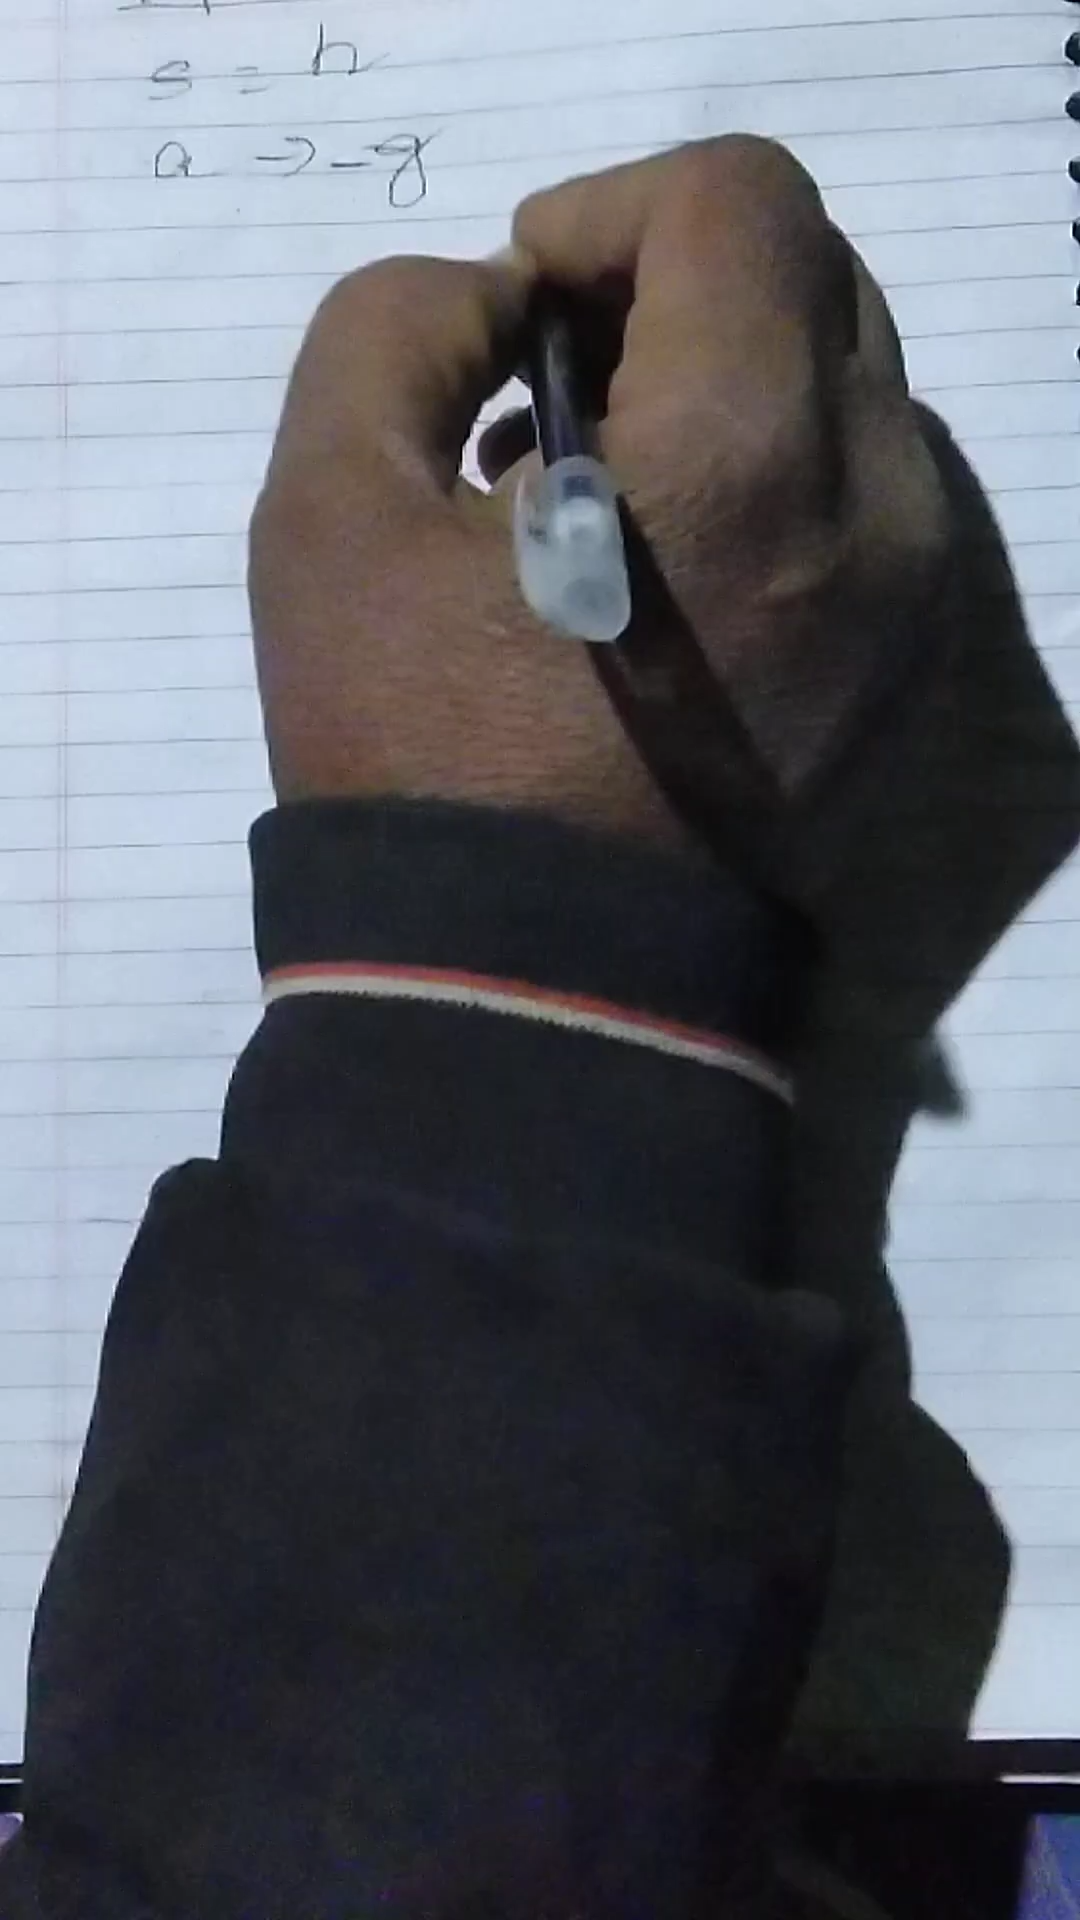 s = h
a → -g